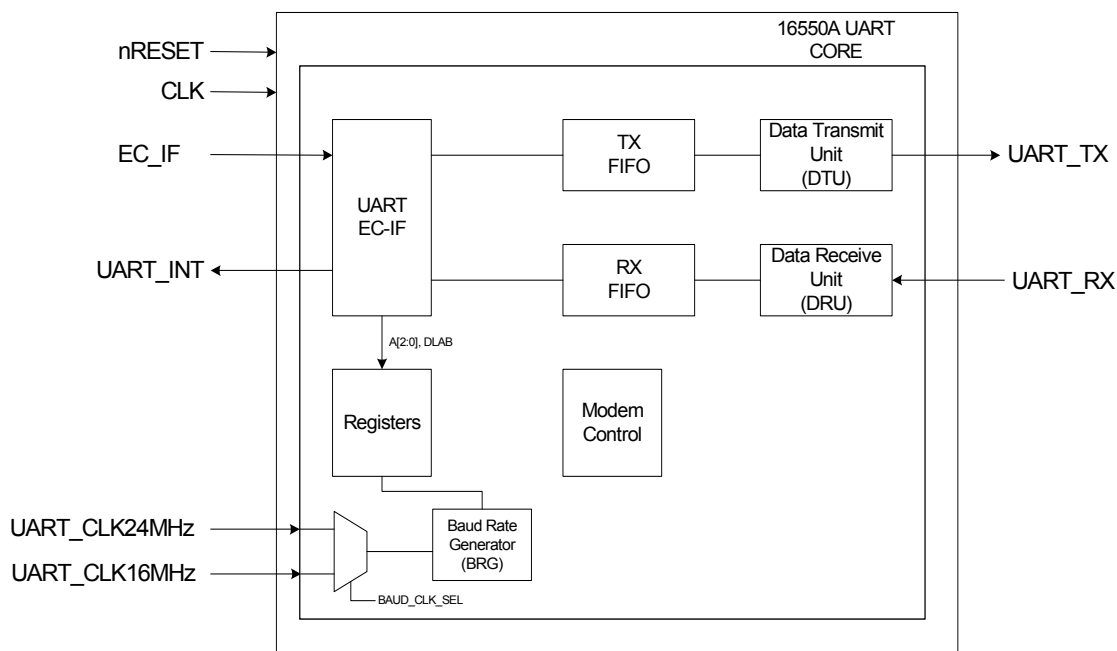 16550A UART
CORE
nRESET
CLK
EC_IF
UART
EC-IF
TX
FIFO
Data Transmit
Unit
(DTU)
UART_TX
UART_INT
RX
FIFO
Data Receive
Unit
(DRU)
UART_RX
A[2:0], DLAB
Registers
Modem
Control
UART_CLK24MHz
UART_CLK16MHz
Baud Rate
Generator
(BRG)
BAUD_CLK_SEL